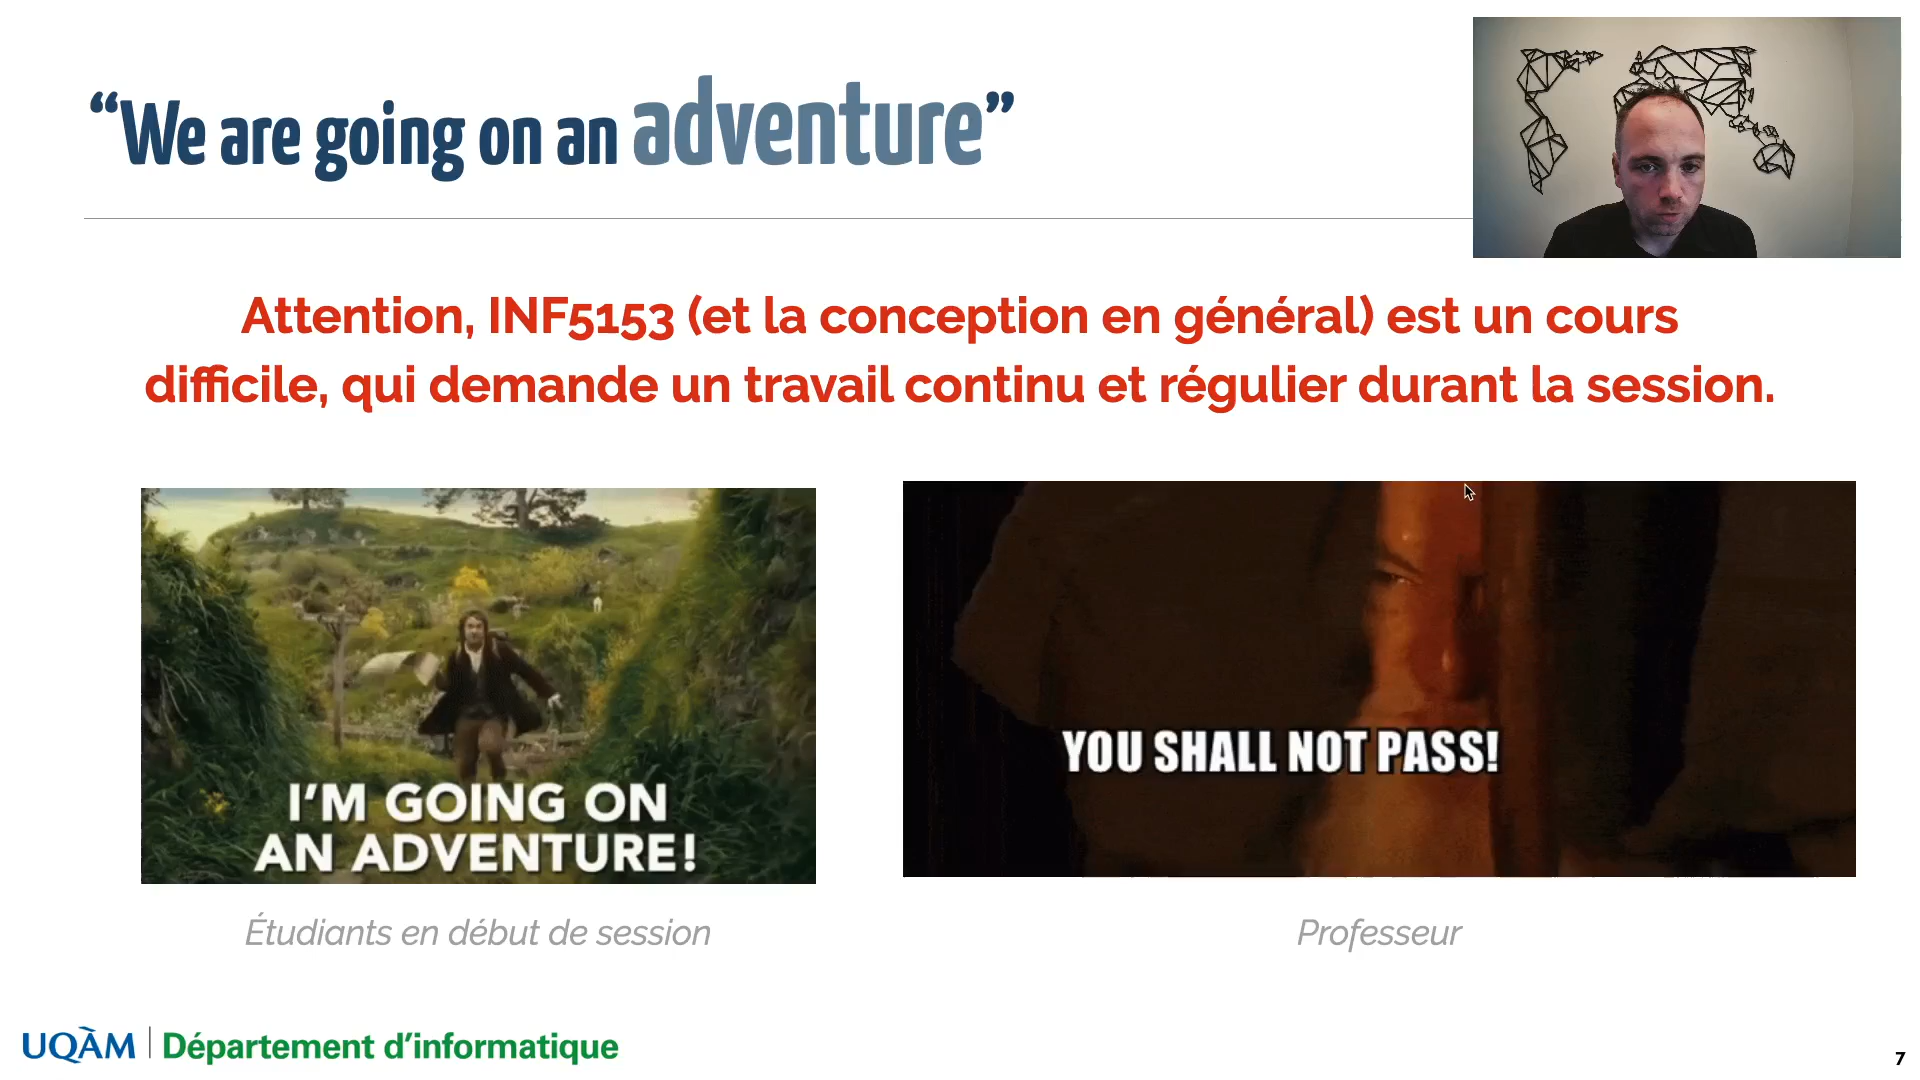 “We are going on an adventure”
Attention, INF5153 (et la conception en général) est un cours
difficile, qui demande un travail continu et régulier durant la session.
I'M GOING ON
AN ADVENTURE!
YOU SHALL NOT PASS!
Étudiants en début de session
Professeur
UQÀM | Département d’informatique
7